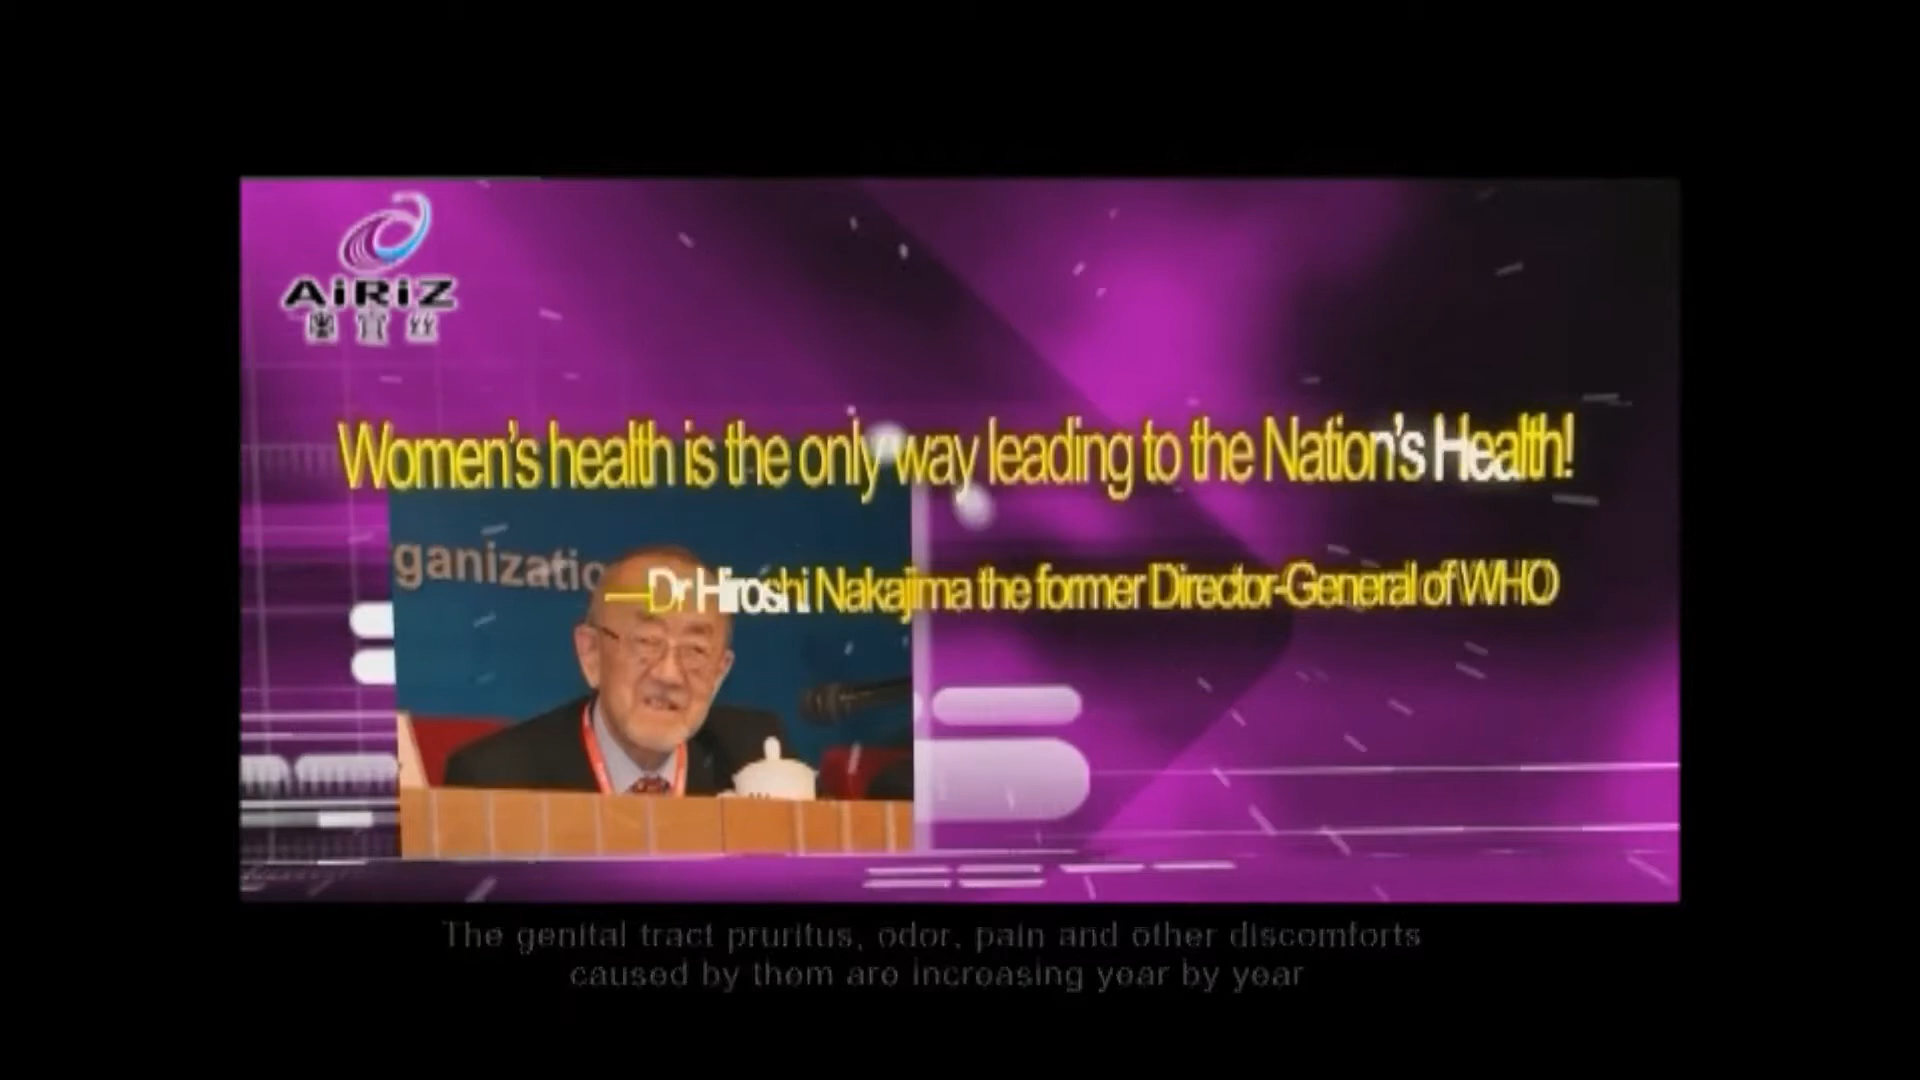 AiRiZ
Women's health is the only way leading to the Nation's Health!
ganizatio
—Dr Hiroshi Nakajima the former Director-General of WHO
The genital tract pruritus, odor, pain and other discomforts
caused by them are increasing year by year